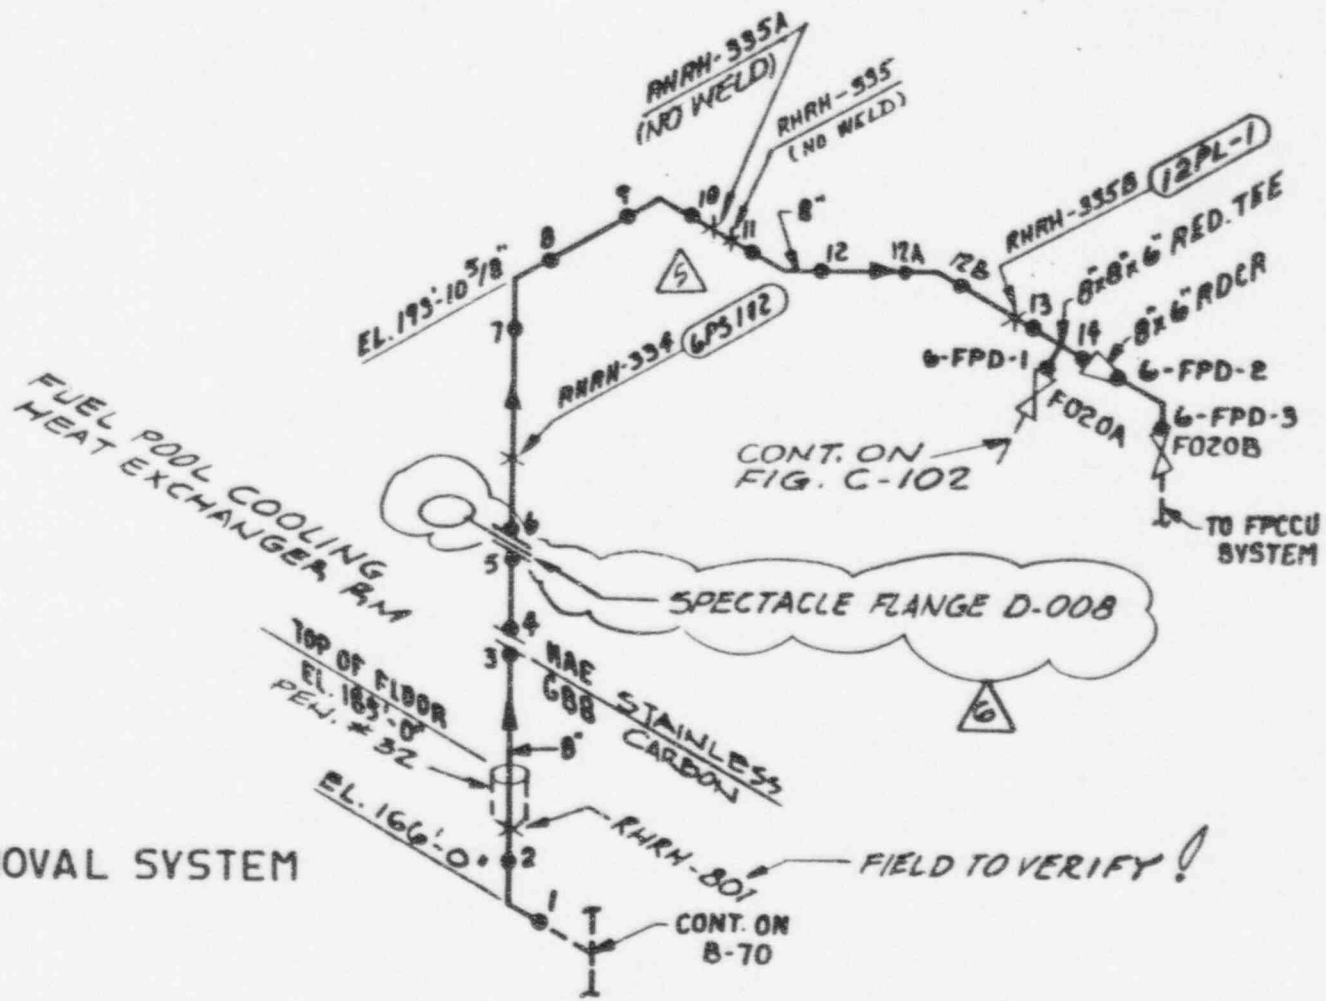 RHRH-335A
(NO WELD)
RHRH-335
(NO WELD)
RHRH-335B 12PL-1
8"x8"x6" RED. TEE
8"x6" RDCR
9
10
11
8"
12
12A
12B
13
14
8
5
EL. 193'-10 5/8"
7
RHRH-334 6PS112
6-FPD-1
6-FPD-2
F020A
6-FPD-3
F020B
CONT. ON
FIG. C-102
TO FPCCU
SYSTEM
FUEL POOL COOLING
HEAT EXCHANGER RM
6
5
SPECTACLE FLANGE D-008
4
3
HAE STAINLESS
GBB CARBON
6
TOP OF FLOOR
EL. 185'-0"
PEN. # 32
8"
EL. 166'-0"
2
RHRH-807
FIELD TO VERIFY !
OVAL SYSTEM
1
CONT. ON
B-70